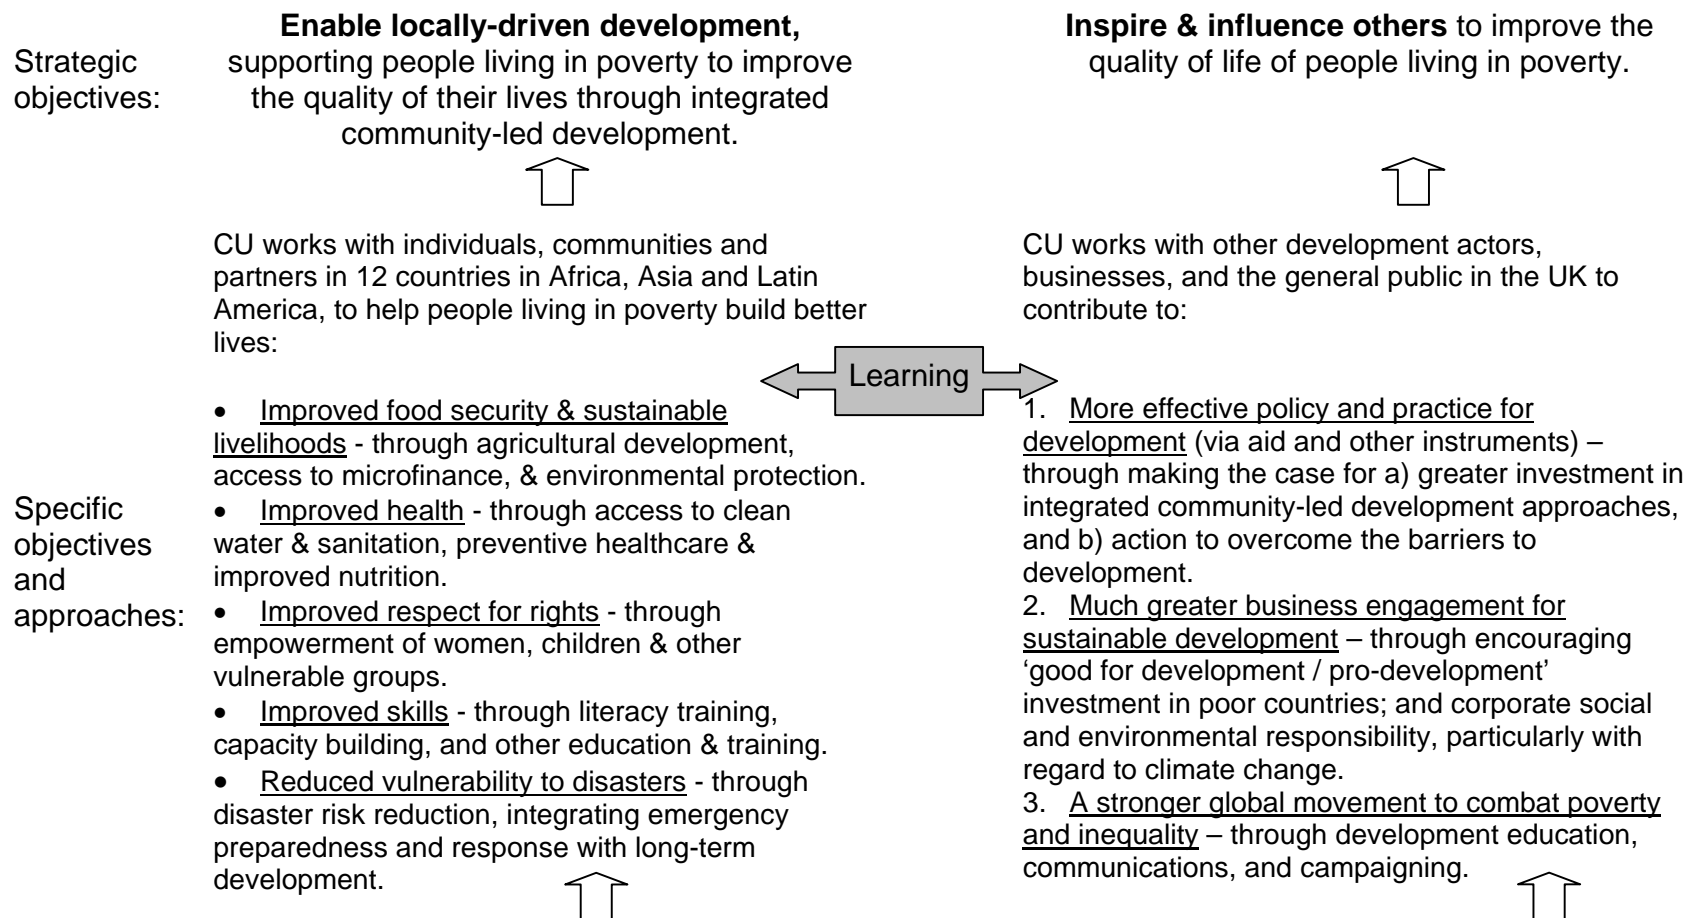 Strategic
objectives:
Enable locally-driven development,
supporting people living in poverty to improve
the quality of their lives through integrated
community-led development.
Inspire & influence others to improve the
quality of life of people living in poverty.
Specific
objectives
and
approaches:
CU works with individuals, communities and
partners in 12 countries in Africa, Asia and Latin
America, to help people living in poverty build better
lives:
• Improved food security & sustainable
livelihoods - through agricultural development,
access to microfinance, & environmental protection.
• Improved health - through access to clean
water & sanitation, preventive healthcare &
improved nutrition.
• Improved respect for rights - through
empowerment of women, children & other
vulnerable groups.
• Improved skills - through literacy training,
capacity building, and other education & training.
• Reduced vulnerability to disasters - through
disaster risk reduction, integrating emergency
preparedness and response with long-term
development.
Learning
CU works with other development actors,
businesses, and the general public in the UK to
contribute to:
1. More effective policy and practice for
development (via aid and other instruments) –
through making the case for a) greater investment in
integrated community-led development approaches,
and b) action to overcome the barriers to
development.
2. Much greater business engagement for
sustainable development – through encouraging
‘good for development / pro-development’
investment in poor countries; and corporate social
and environmental responsibility, particularly with
regard to climate change.
3. A stronger global movement to combat poverty
and inequality – through development education,
communications, and campaigning.